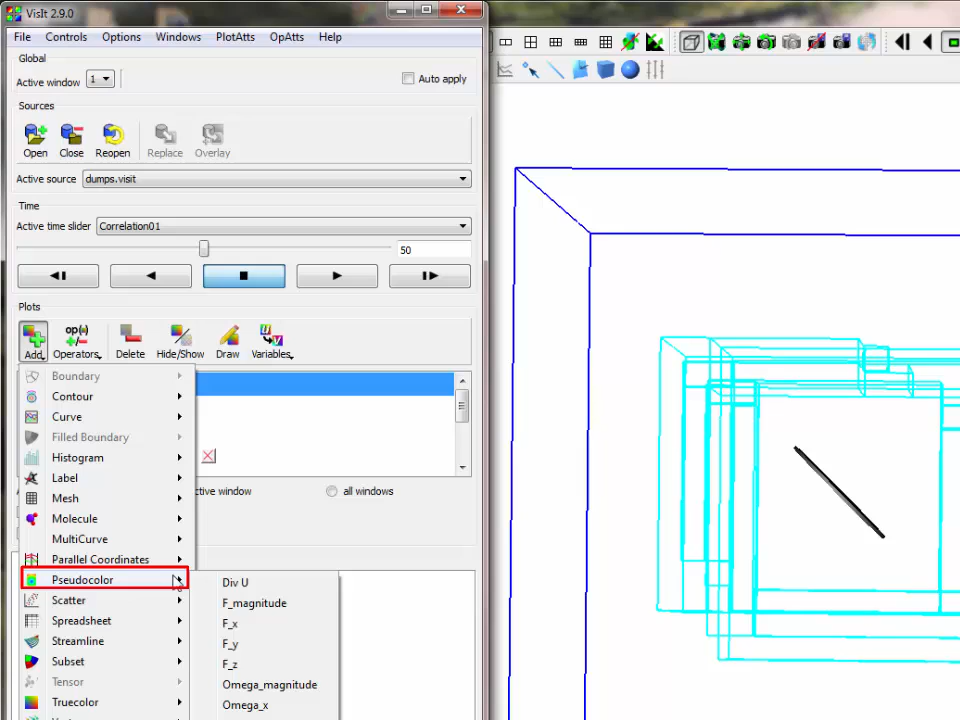 VisIt 2.9.0
File Controls Options Windows PlotAtts OpAtts Help
Global
Active window 1 Auto apply
Sources
Open Close Reopen Replace Overlay
Active source dumps.visit
Time
Active time slider Correlation01
50
Plots
Add Operators Delete Hide/Show Draw Variables
Boundary
Contour
Curve
Filled Boundary
Histogram
Label
Mesh
Molecule
MultiCurve
Parallel Coordinates
Pseudocolor
Scatter
Spreadsheet
Streamline
Subset
Tensor
Truecolor
ctive window all windows
Div U
F_magnitude
F_x
F_y
F_z
Omega_magnitude
Omega_x